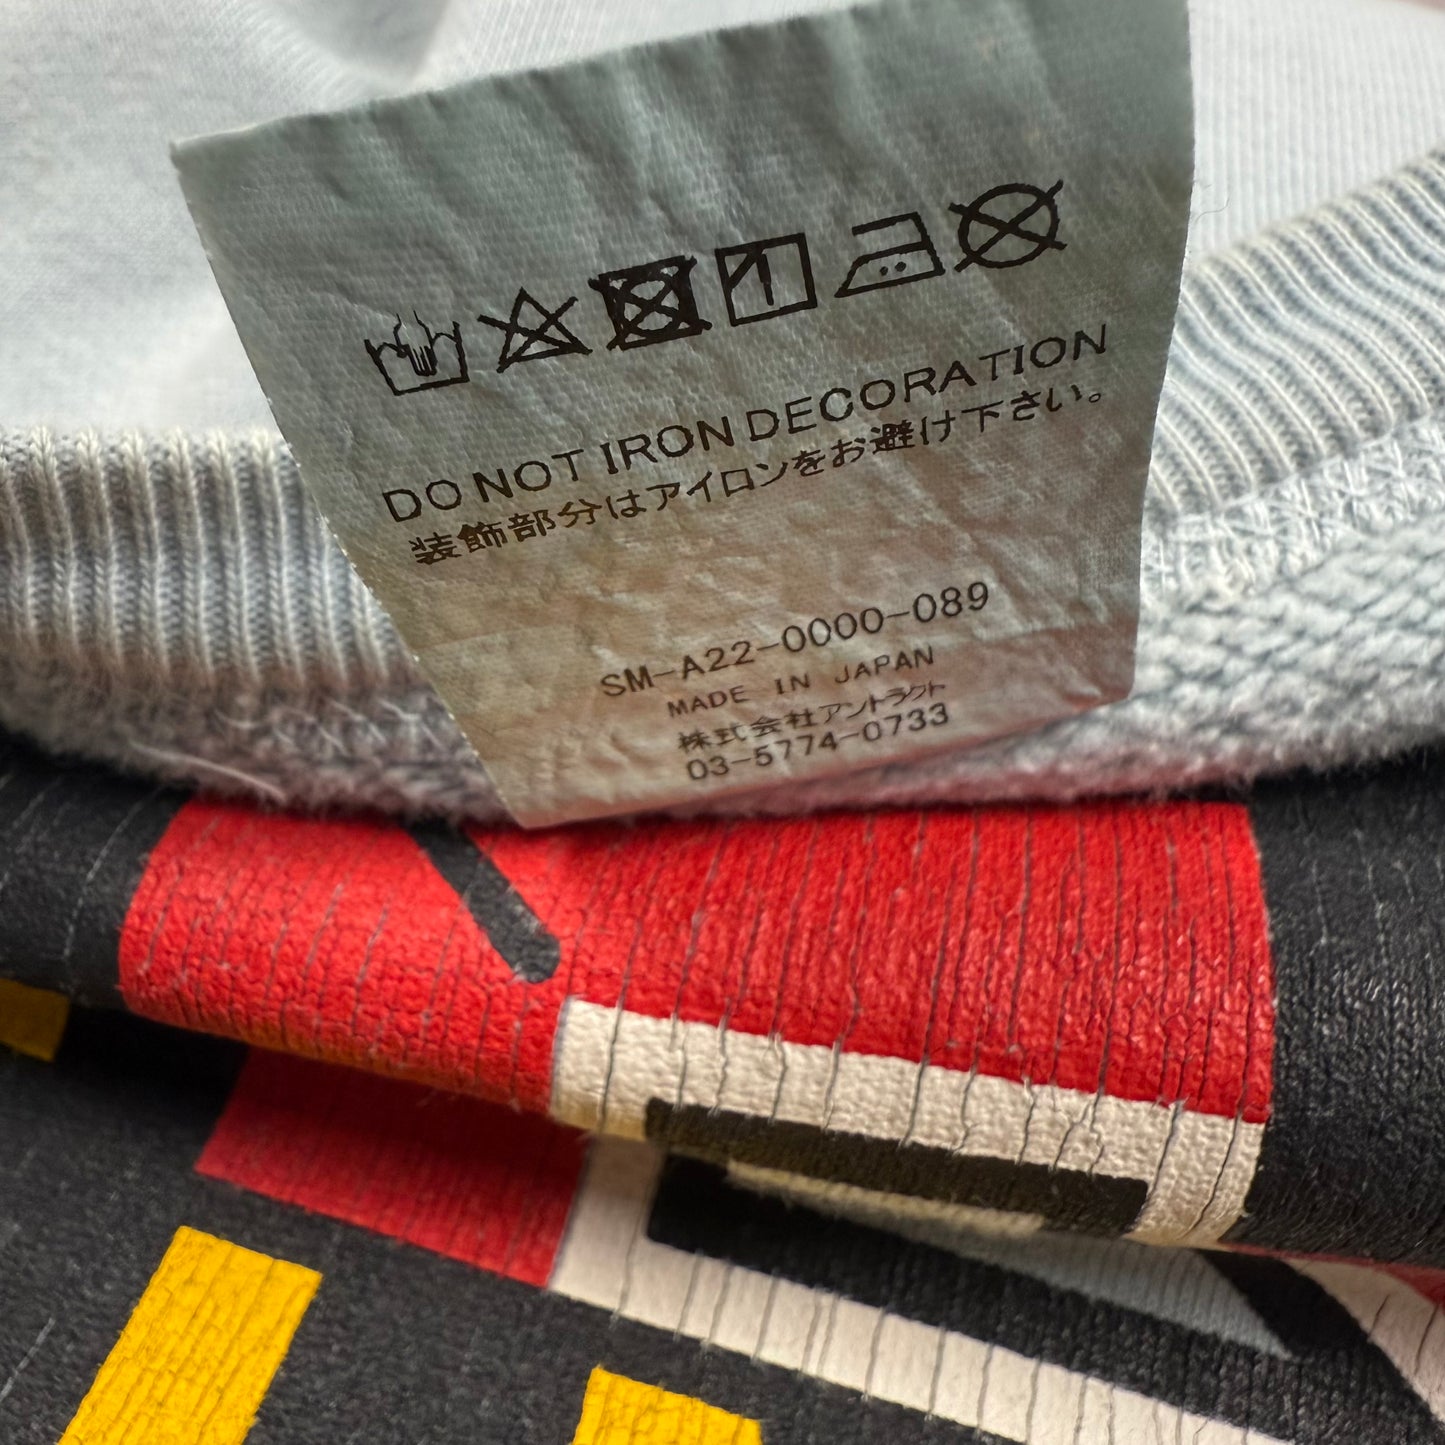 DO NOT IRON DECORATION
装飾部分はアイロンをお避け下さい。
SM-A22-0000-089
MADE IN JAPAN
株式会社アントラクト
03-5774-0733